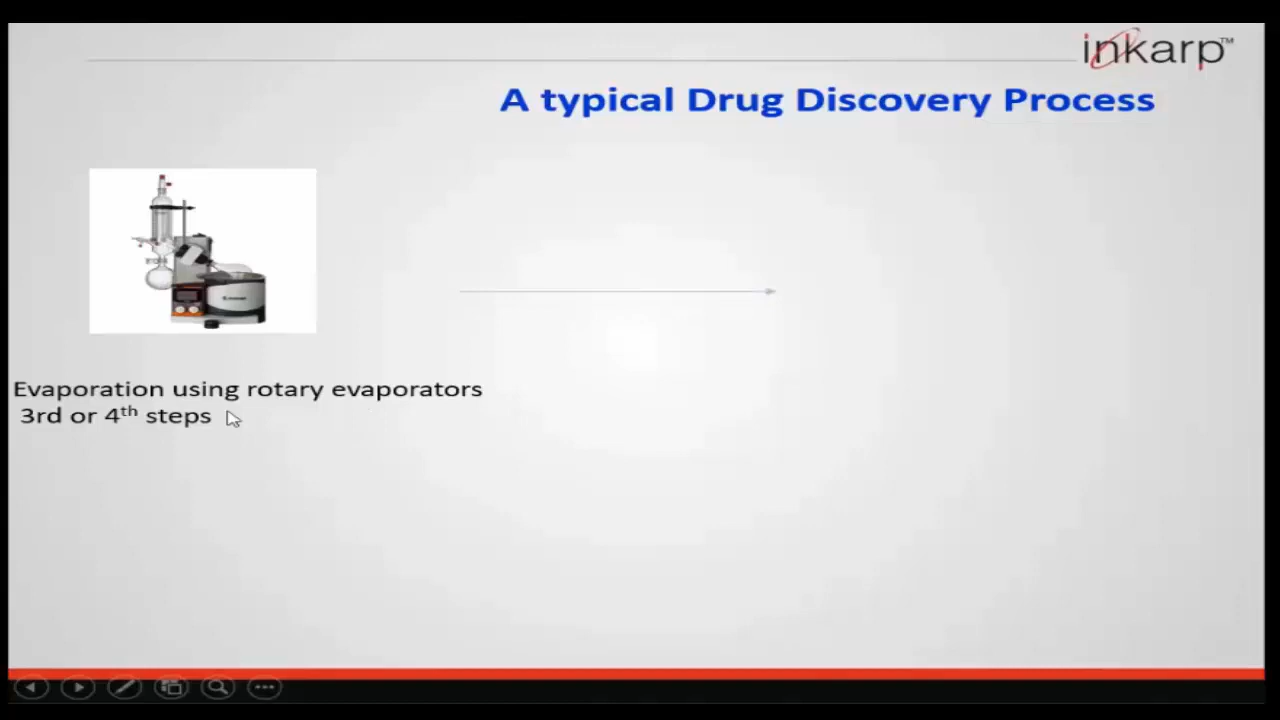 inkarp™
A typical Drug Discovery Process
Evaporation using rotary evaporators
3rd or 4th steps